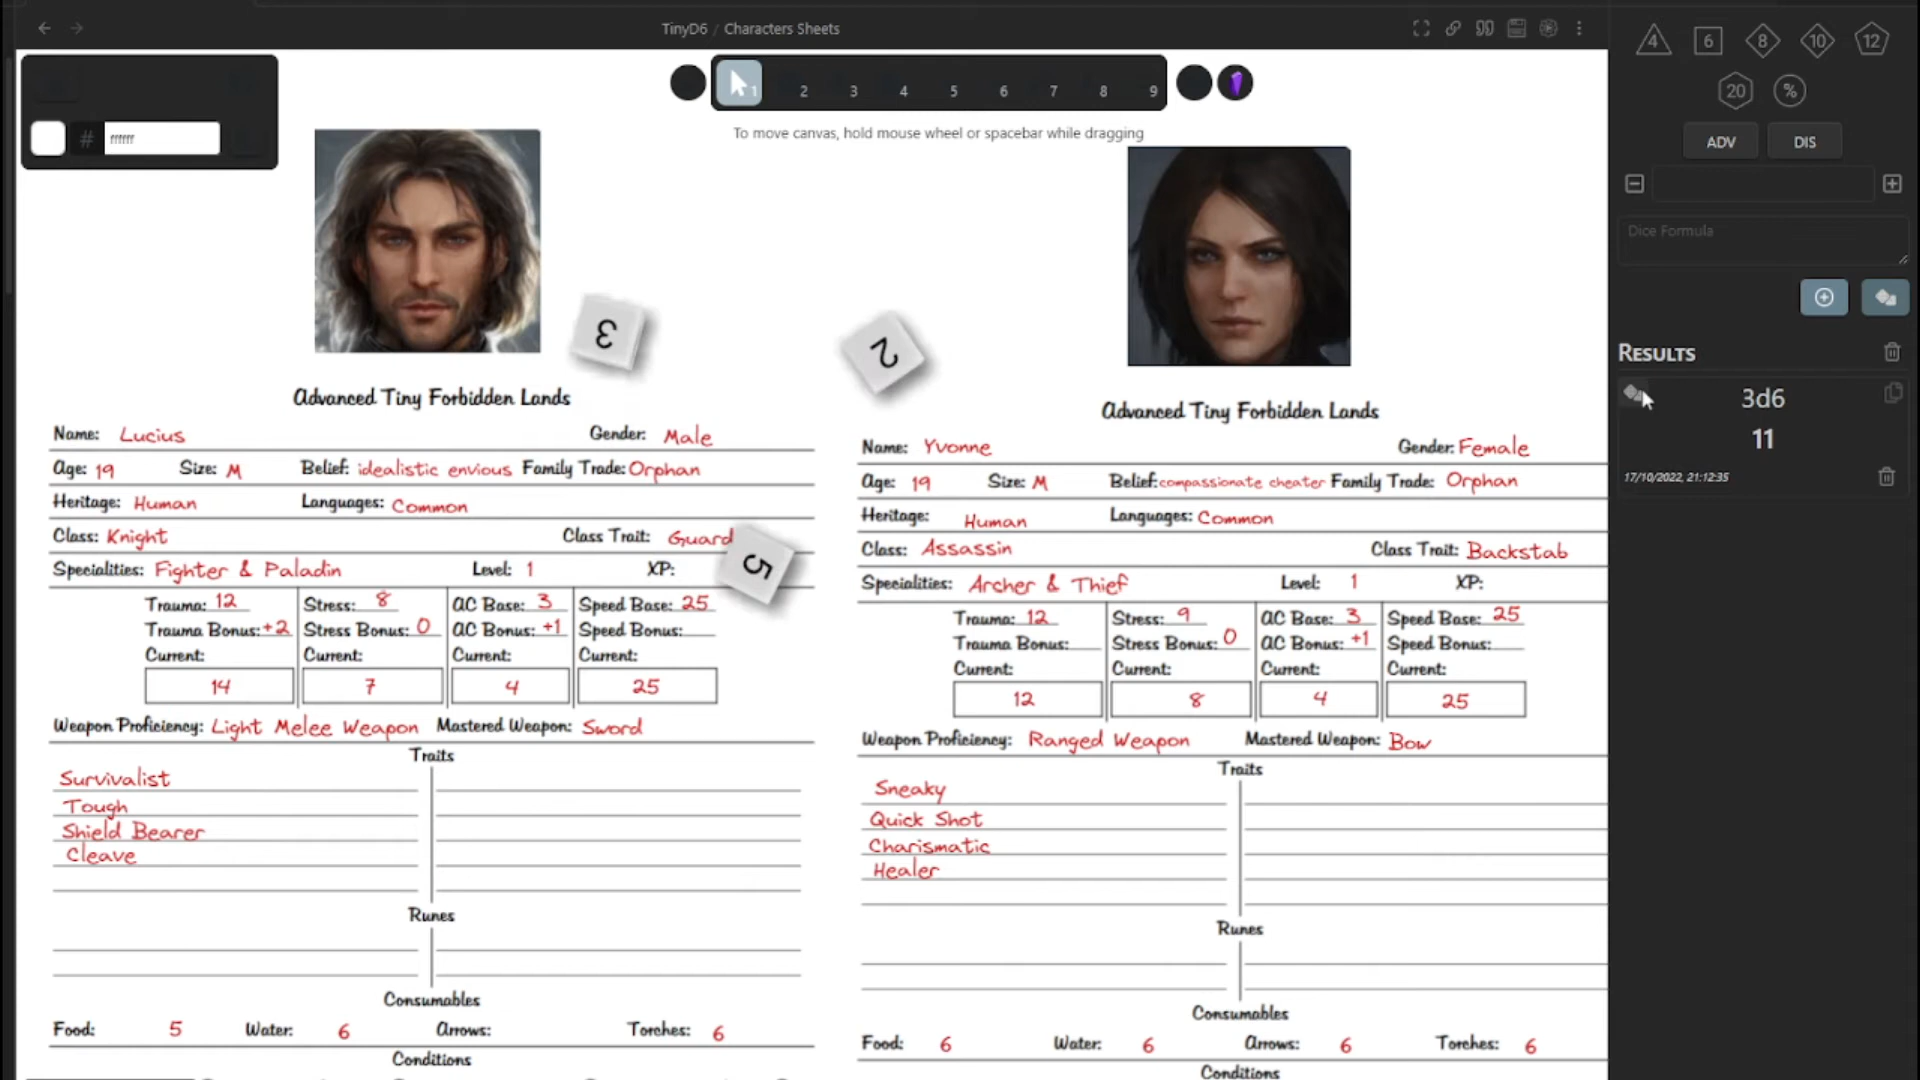 TinyD6 / Characters Sheets
4 6 8 10 12
20 %
ADV DIS
Dice Formula
RESULTS
3d6
11
17/10/2022, 21:12:35
# ffffff
1 2 3 4 5 6 7 8 9
To move canvas, hold mouse wheel or spacebar while dragging
3
2
5
Advanced Tiny Forbidden Lands
Name: Lucius Gender: Male
Age: 19 Size: M Belief: idealistic envious Family Trade: Orphan
Heritage: Human Languages: Common
Class: Knight Class Trait: Guard
Specialities: Fighter & Paladin Level: 1 XP:
Trauma: 12 Stress: 8 AC Base: 3 Speed Base: 25
Trauma Bonus: +2 Stress Bonus: 0 AC Bonus: +1 Speed Bonus:
Current: Current: Current: Current:
14 7 4 25
Weapon Proficiency: Light Melee Weapon Mastered Weapon: Sword
Traits
Survivalist
Tough
Shield Bearer
Cleave
Runes
Consumables
Food: 5 Water: 6 Arrows: Torches: 6
Conditions
Advanced Tiny Forbidden Lands
Name: Yvonne Gender: Female
Age: 19 Size: M Belief: compassionate cheater Family Trade: Orphan
Heritage: Human Languages: Common
Class: Assassin Class Trait: Backstab
Specialities: Archer & Thief Level: 1 XP:
Trauma: 12 Stress: 9 AC Base: 3 Speed Base: 25
Trauma Bonus: Stress Bonus: 0 AC Bonus: +1 Speed Bonus:
Current: Current: Current: Current:
12 8 4 25
Weapon Proficiency: Ranged Weapon Mastered Weapon: Bow
Traits
Sneaky
Quick Shot
Charismatic
Healer
Runes
Consumables
Food: 6 Water: 6 Arrows: 6 Torches: 6
Conditions